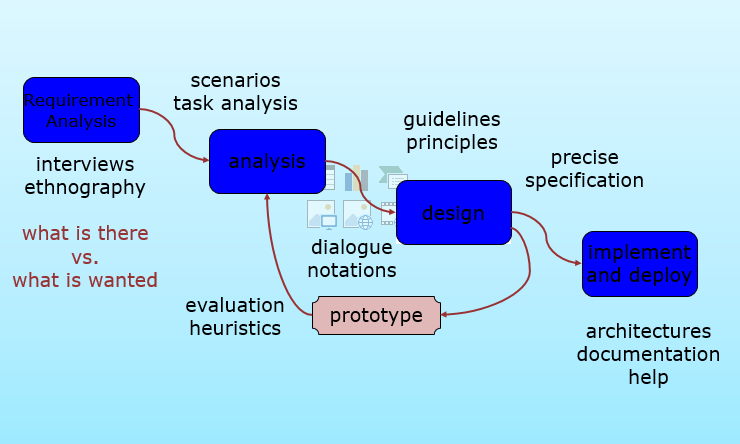 scenarios
task analysis
Requirement
Analysis
guidelines
principles
interviews
ethnography
analysis
precise
specification
design
what is there
vs.
what is wanted
dialogue
notations
implement
and deploy
evaluation
heuristics
prototype
architectures
documentation
help